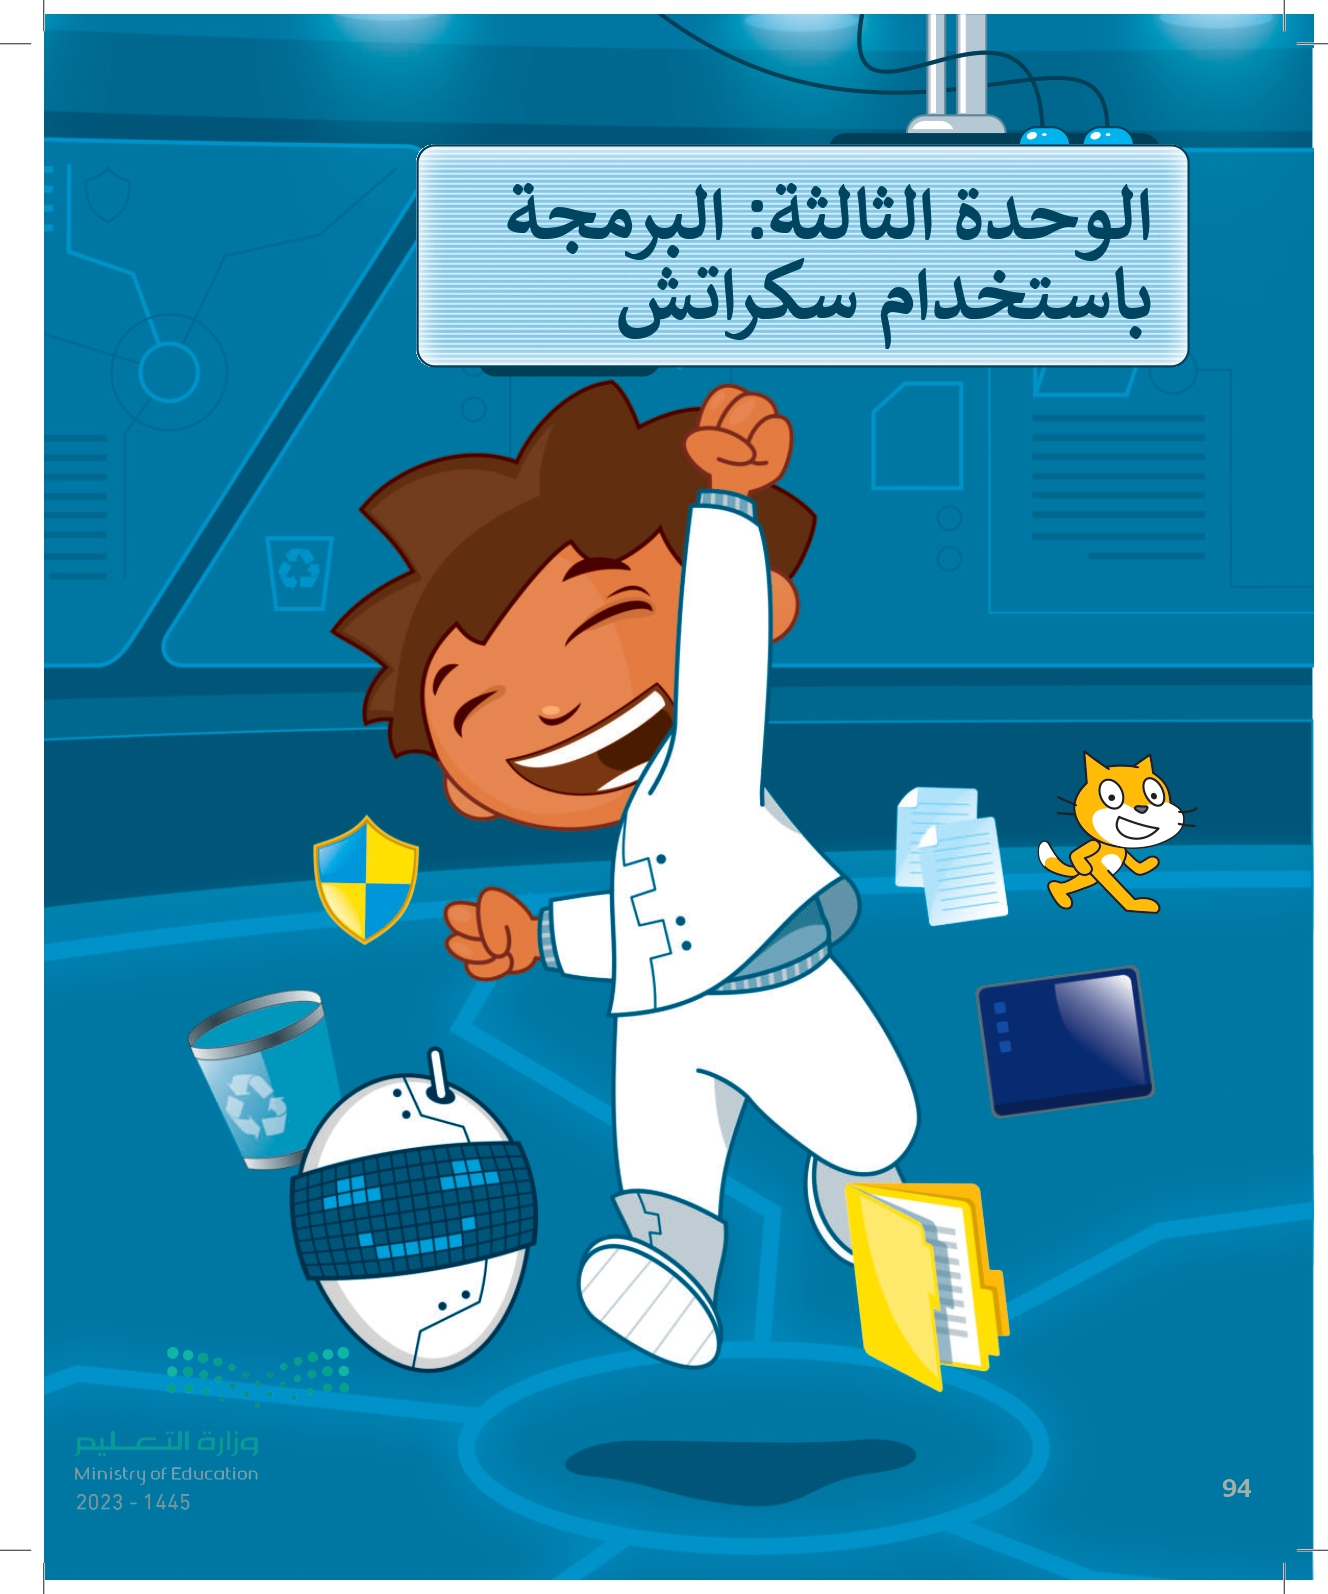 الوحدة الثالثة: البرمجة
باستخدام سكراتش
وزارة التعليم
Ministry of Education
2023 - 1445
94